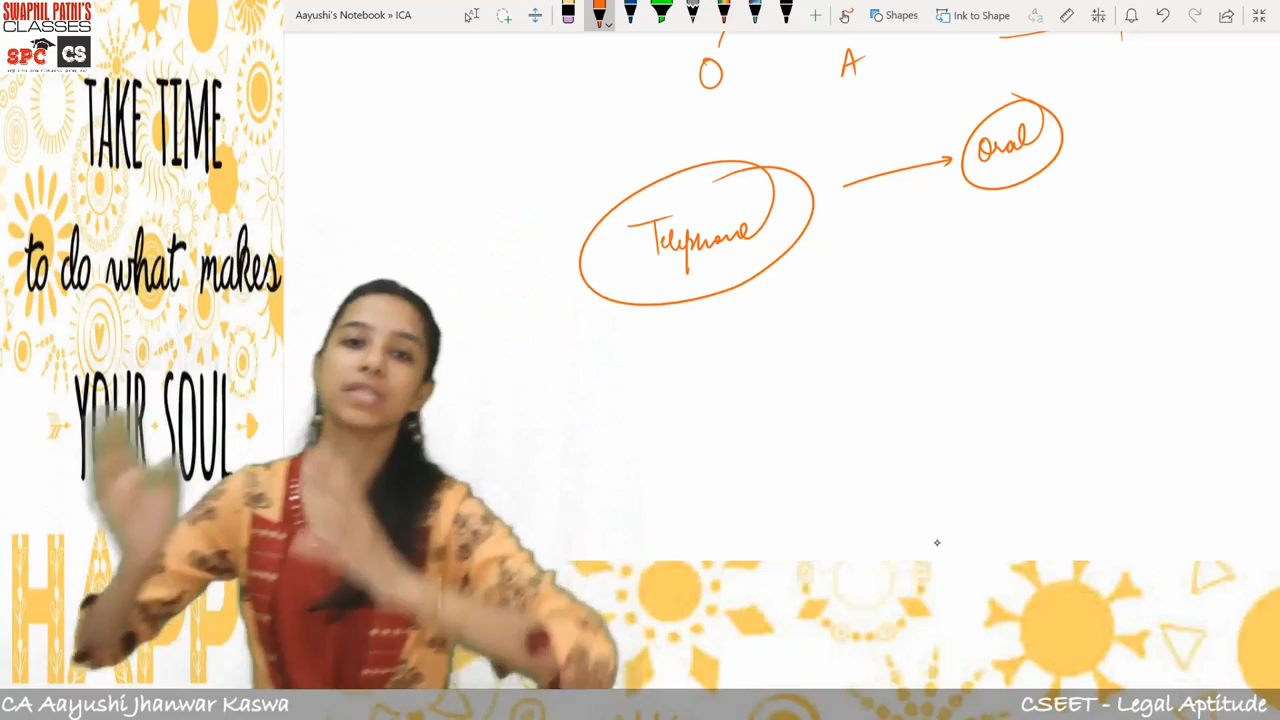 SWAPNIL PATNI'S
CLASSES
SPC CS
Aayushi's Notebook » ICA
Shapes
Ink to Shape
O
A
Oral
Telephone
TAKE TIME
to do what makes
YOUR SOUL
HAPP
CA Aayushi Jhanwar Kaswa
CSEET - Legal Aptitude